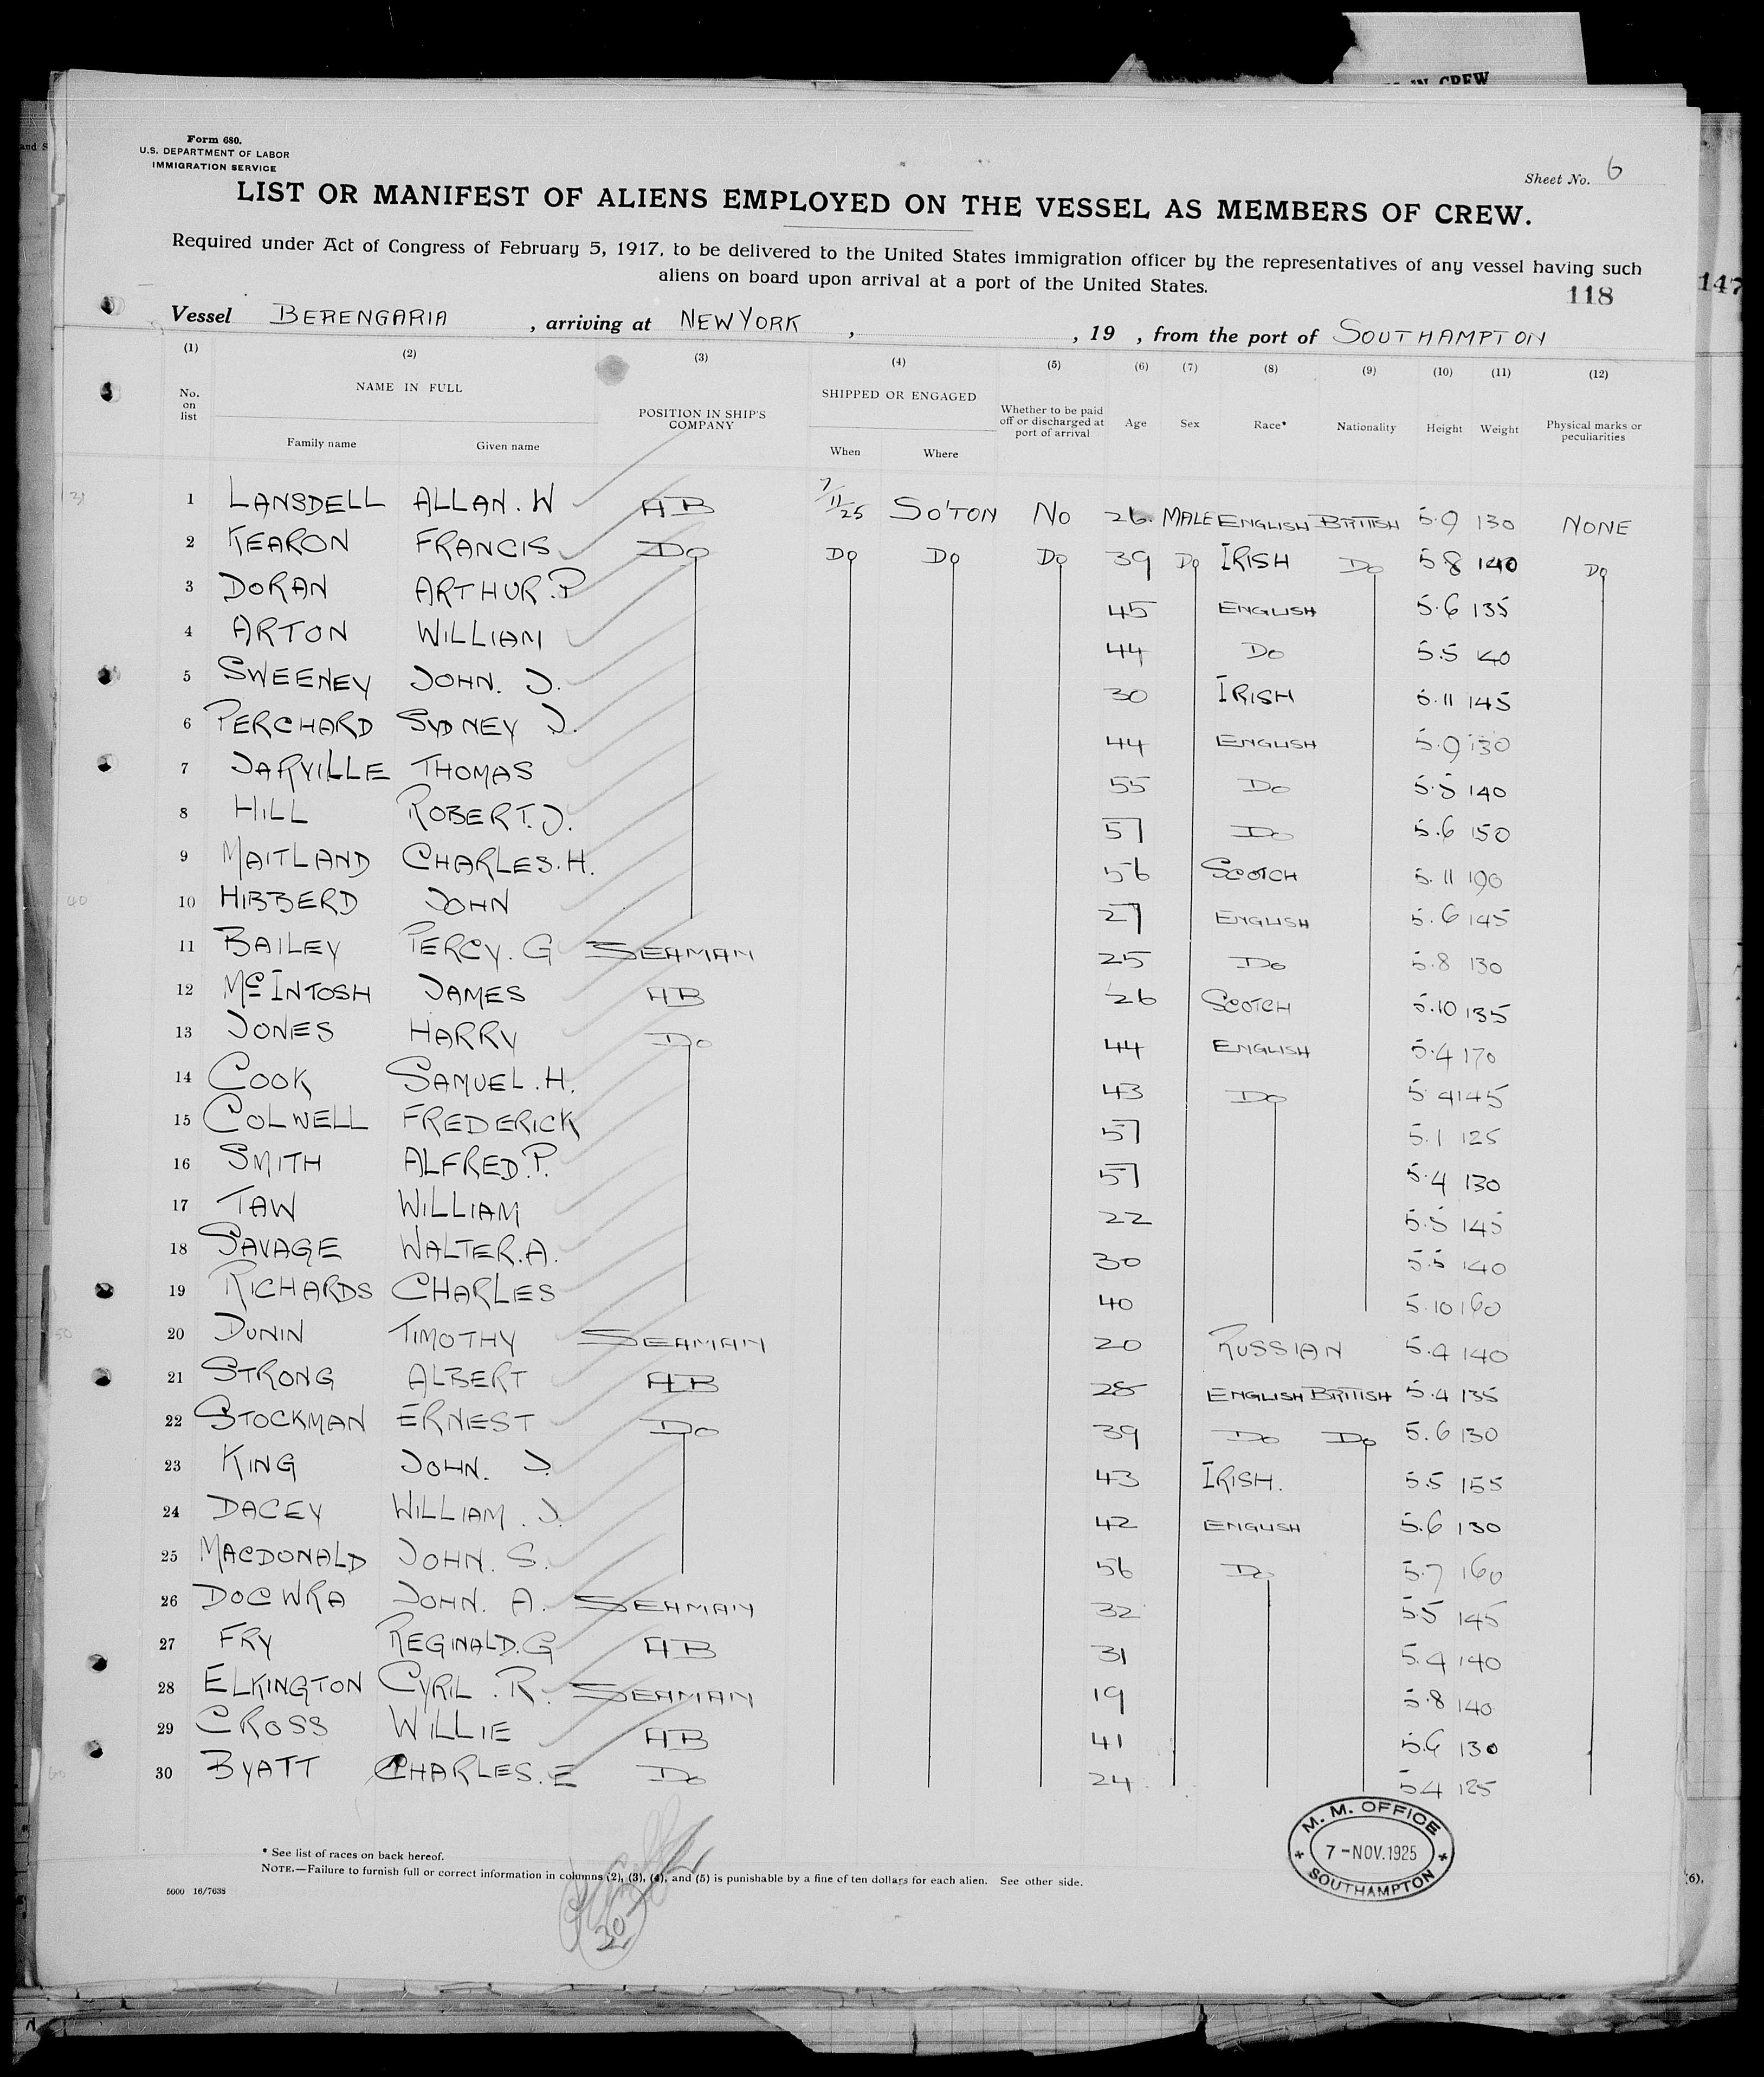 IN CREW
and S
Form 680.
U.S. DEPARTMENT OF LABOR
IMMIGRATION SERVICE
Sheet No. 6
LIST OR MANIFEST OF ALIENS EMPLOYED ON THE VESSEL AS MEMBERS OF CREW.
Required under Act of Congress of February 5, 1917, to be delivered to the United States immigration officer by the representatives of any vessel having such
aliens on board upon arrival at a port of the United States.
118
147
Vessel BERENGARIA , arriving at NEW YORK , , 19 , from the port of SOUTHAMPTON
(1) (2) (3) (4) (5) (6) (7) (8) (9) (10) (11) (12)
No. on list NAME IN FULL Family name Given name POSITION IN SHIP'S COMPANY SHIPPED OR ENGAGED When Where Whether to be paid off or discharged at port of arrival Age Sex Race* Nationality Height Weight Physical marks or peculiarities
31 1 LANSDELL ALLAN. W AB 7/11/25 SO'TON NO 26. MALE ENGLISH BRITISH 5.9 130 NONE
2 KEARON FRANCIS DO DO DO DO 39 DO IRISH DO 5 8 140 DO
3 DORAN ARTHUR. P 45 ENGLISH 5.6 135
4 ARTON WILLIAM 44 DO 5.5 140
5 SWEENEY JOHN. J. 30 IRISH 5.11 145
6 PERCHARD SYDNEY J. 44 ENGLISH 5.9 130
7 JARVILLE THOMAS 55 DO 5.5 140
8 HILL ROBERT. J. 57 DO 5.6 150
9 MAITLAND CHARLES. H. 56 SCOTCH 5.11 190
40 10 HIBBERD JOHN 27 ENGLISH 5.6 145
11 BAILEY PERCY. G SEAMAN 25 DO 5.8 130
12 McINTOSH JAMES AB 26 SCOTCH 5.10 135
13 JONES HARRY DO 44 ENGLISH 5.4 170
14 COOK SAMUEL. H. 43 DO 5 4 145
15 COLWELL FREDERICK 57 5.1 125
16 SMITH ALFRED. P. 57 5.4 130
17 TAW WILLIAM 22 5.5 145
18 SAVAGE WALTER. A. 30 5.5 140
19 RICHARDS CHARLES 40 5.10 160
50 20 DUNIN TIMOTHY SEAMAN 20 RUSSIAN 5.4 140
21 STRONG ALBERT AB 28 ENGLISH BRITISH 5.4 135
22 STOCKMAN ERNEST DO 39 DO DO 5.6 130
23 KING JOHN. J. 43 IRISH. 5.5 155
24 DACEY WILLIAM. J. 42 ENGLISH 5.6 130
25 MACDONALD JOHN. S. 56 DO 5.7 160
26 DOCWRA JOHN. A. SEAMAN 32 5.5 145
27 FRY REGINALD. G AB 31 5.4 140
28 ELKINGTON CYRIL. R. SEAMAN 19 5.8 140
29 CROSS WILLIE AB 41 5.6 130
60 30 BYATT CHARLES. E DO 24 5.4 125
M. M. OFFICE
7-NOV.1925
SOUTHAMPTON
* See list of races on back hereof.
NOTE.—Failure to furnish full or correct information in columns (2), (3), (4), and (5) is punishable by a fine of ten dollars for each alien. See other side.
5000 16/7638
(6),
30